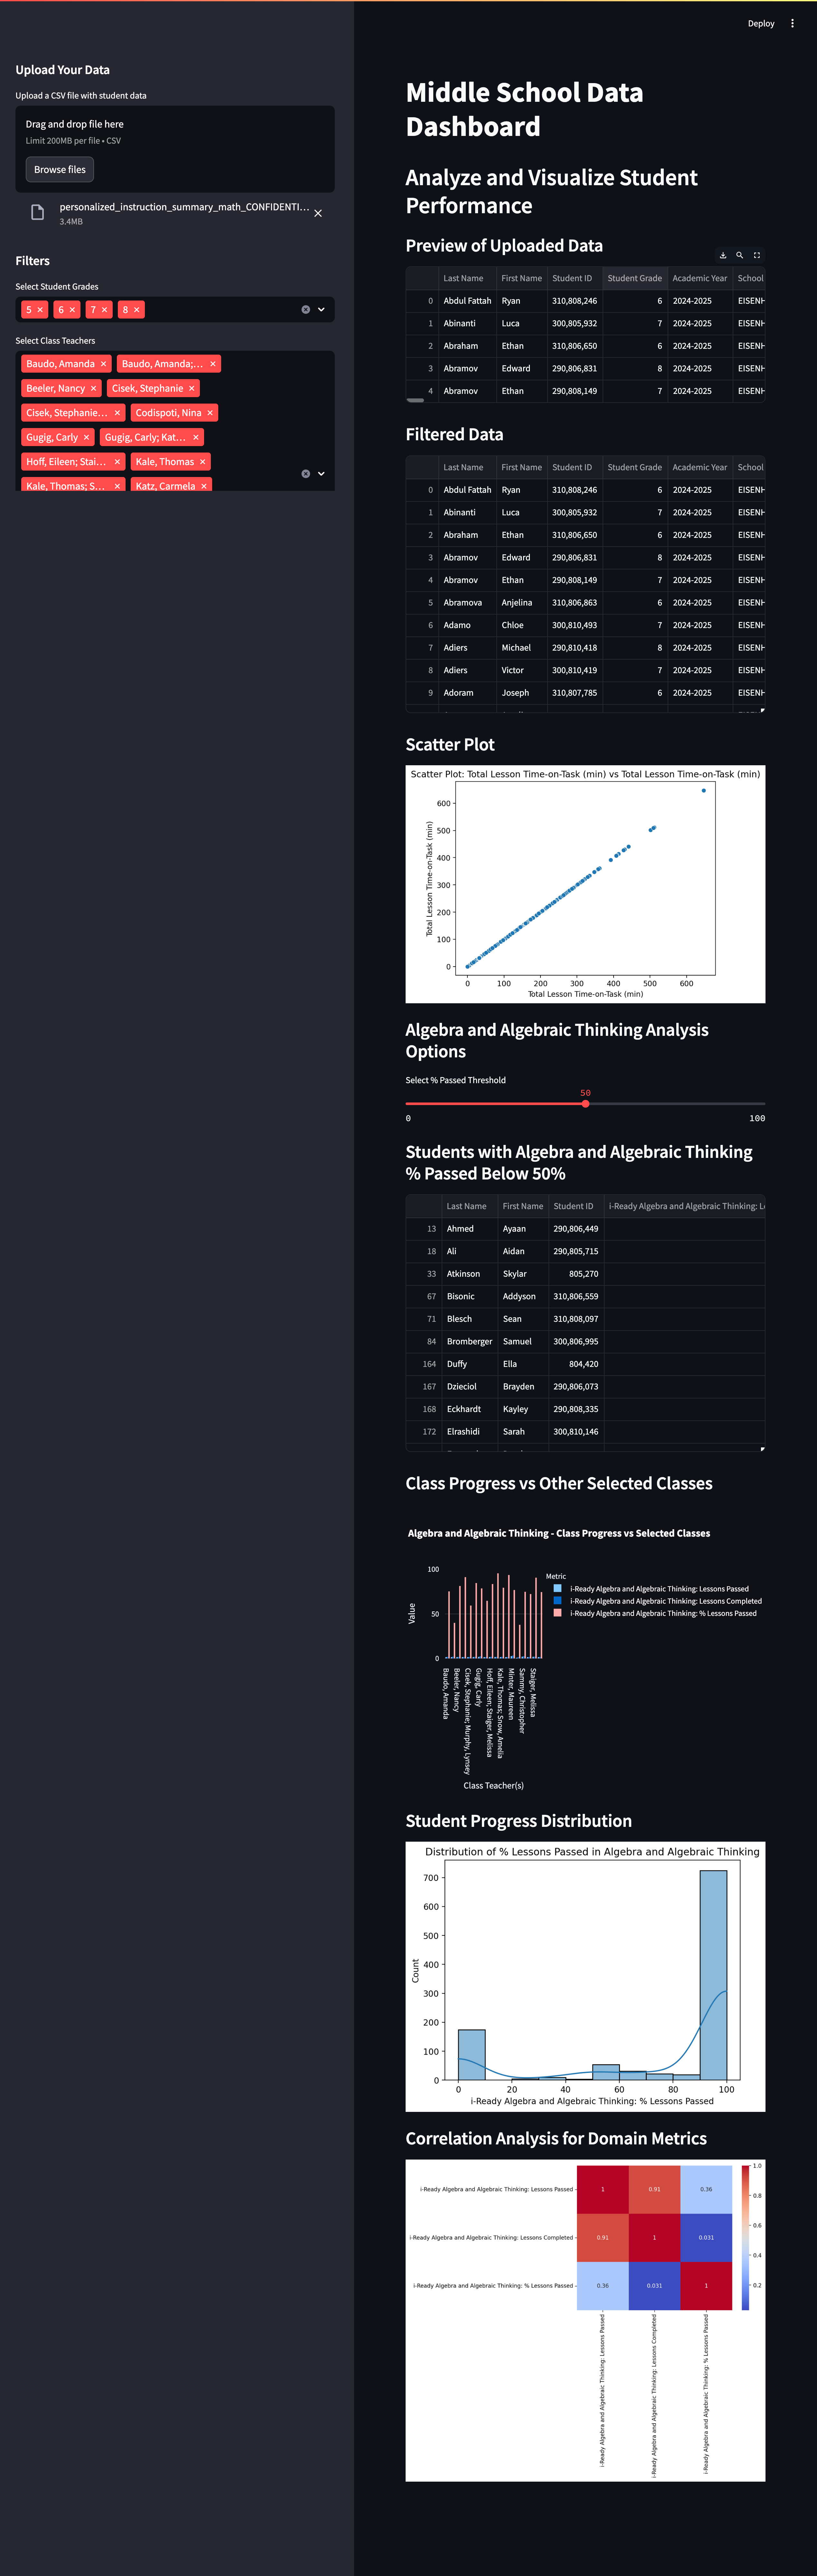 Deploy
Upload Your Data
Upload a CSV file with student data
Drag and drop file here
Limit 200MB per file • CSV
Browse files
personalized_instruction_summary_math_CONFIDENTI...
3.4MB
Filters
Select Student Grades
5 6 7 8
Select Class Teachers
Baudo, Amanda Baudo, Amanda;...
Beeler, Nancy Cisek, Stephanie
Cisek, Stephanie... Codispoti, Nina
Gugig, Carly Gugig, Carly; Kat...
Hoff, Eileen; Stai... Kale, Thomas
Kale, Thomas; S... Katz, Carmela
Middle School Data
Dashboard
Analyze and Visualize Student
Performance
Preview of Uploaded Data
Last Name First Name Student ID Student Grade Academic Year School
0 Abdul Fattah Ryan 310,808,246 6 2024-2025 EISENH
1 Abinanti Luca 300,805,932 7 2024-2025 EISENH
2 Abraham Ethan 310,806,650 6 2024-2025 EISENH
3 Abramov Edward 290,806,831 8 2024-2025 EISENH
4 Abramov Ethan 290,808,149 7 2024-2025 EISENH
Filtered Data
Last Name First Name Student ID Student Grade Academic Year School
0 Abdul Fattah Ryan 310,808,246 6 2024-2025 EISENH
1 Abinanti Luca 300,805,932 7 2024-2025 EISENH
2 Abraham Ethan 310,806,650 6 2024-2025 EISENH
3 Abramov Edward 290,806,831 8 2024-2025 EISENH
4 Abramov Ethan 290,808,149 7 2024-2025 EISENH
5 Abramova Anjelina 310,806,863 6 2024-2025 EISENH
6 Adamo Chloe 300,810,493 7 2024-2025 EISENH
7 Adiers Michael 290,810,418 8 2024-2025 EISENH
8 Adiers Victor 300,810,419 7 2024-2025 EISENH
9 Adoram Joseph 310,807,785 6 2024-2025 EISENH
Scatter Plot
Scatter Plot: Total Lesson Time-on-Task (min) vs Total Lesson Time-on-Task (min)
Total Lesson Time-on-Task (min)
600
500
400
300
200
100
0
0 100 200 300 400 500 600
Total Lesson Time-on-Task (min)
Algebra and Algebraic Thinking Analysis
Options
Select % Passed Threshold
50
0 100
Students with Algebra and Algebraic Thinking
% Passed Below 50%
Last Name First Name Student ID i-Ready Algebra and Algebraic Thinking: Le
13 Ahmed Ayaan 290,806,449
18 Ali Aidan 290,805,715
33 Atkinson Skylar 805,270
67 Bisonic Addyson 310,806,559
71 Blesch Sean 310,808,097
84 Bromberger Samuel 300,806,995
164 Duffy Ella 804,420
167 Dzieciol Brayden 290,806,073
168 Eckhardt Kayley 290,808,335
172 Elrashidi Sarah 300,810,146
Class Progress vs Other Selected Classes
Algebra and Algebraic Thinking - Class Progress vs Selected Classes
Value
100
50
0
Metric
i-Ready Algebra and Algebraic Thinking: Lessons Passed
i-Ready Algebra and Algebraic Thinking: Lessons Completed
i-Ready Algebra and Algebraic Thinking: % Lessons Passed
Baudo, Amanda
Beeler, Nancy
Cisek, Stephanie; Murphy, Lynsey
Gugig, Carly
Hoff, Eileen; Staiger, Melissa
Kale, Thomas; Snow, Amelia
Minter, Maureen
Sammy, Christopher
Staiger, Melissa
Class Teacher(s)
Student Progress Distribution
Distribution of % Lessons Passed in Algebra and Algebraic Thinking
Count
700
600
500
400
300
200
100
0
0 20 40 60 80 100
i-Ready Algebra and Algebraic Thinking: % Lessons Passed
Correlation Analysis for Domain Metrics
i-Ready Algebra and Algebraic Thinking: Lessons Passed 1 0.91 0.36
i-Ready Algebra and Algebraic Thinking: Lessons Completed 0.91 1 0.031
i-Ready Algebra and Algebraic Thinking: % Lessons Passed 0.36 0.031 1
1.0
0.8
0.6
0.4
0.2
i-Ready Algebra and Algebraic Thinking: Lessons Passed
i-Ready Algebra and Algebraic Thinking: Lessons Completed
i-Ready Algebra and Algebraic Thinking: % Lessons Passed